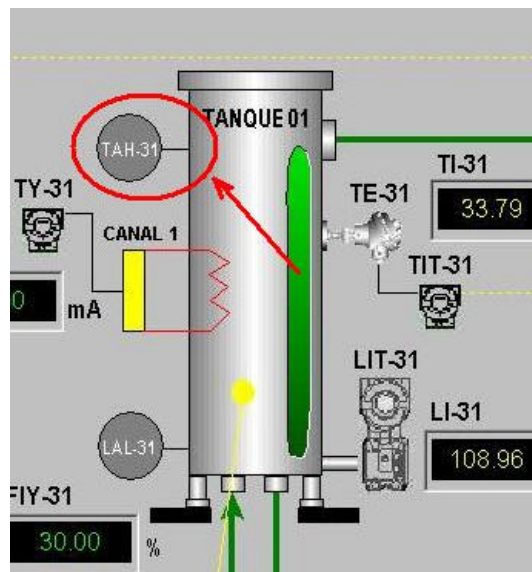 TANQUE 01
TAH-31
TI-31
TY-31
TE-31
33.79
CANAL 1
TIT-31
0
mA
LIT-31
LI-31
LAL-31
108.96
FIY-31
30.00
%